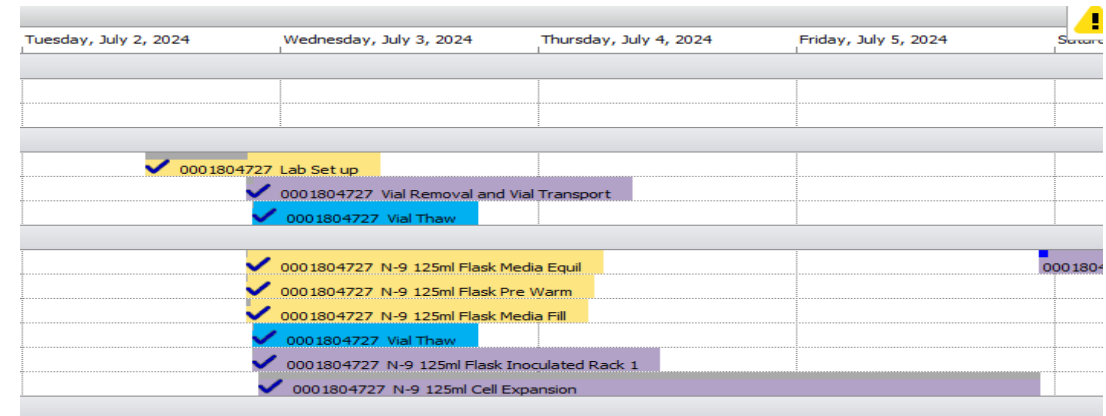 Tuesday, July 2, 2024 Wednesday, July 3, 2024 Thursday, July 4, 2024 Friday, July 5, 2024
0001804727 Lab Set up
0001804727 Vial Removal and Vial Transport
0001804727 Vial Thaw
0001804727 N-9 125ml Flask Media Equil 0001804
0001804727 N-9 125ml Flask Pre Warm
0001804727 N-9 125ml Flask Media Fill
0001804727 Vial Thaw
0001804727 N-9 125ml Flask Inoculated Rack 1
0001804727 N-9 125ml Cell Expansion